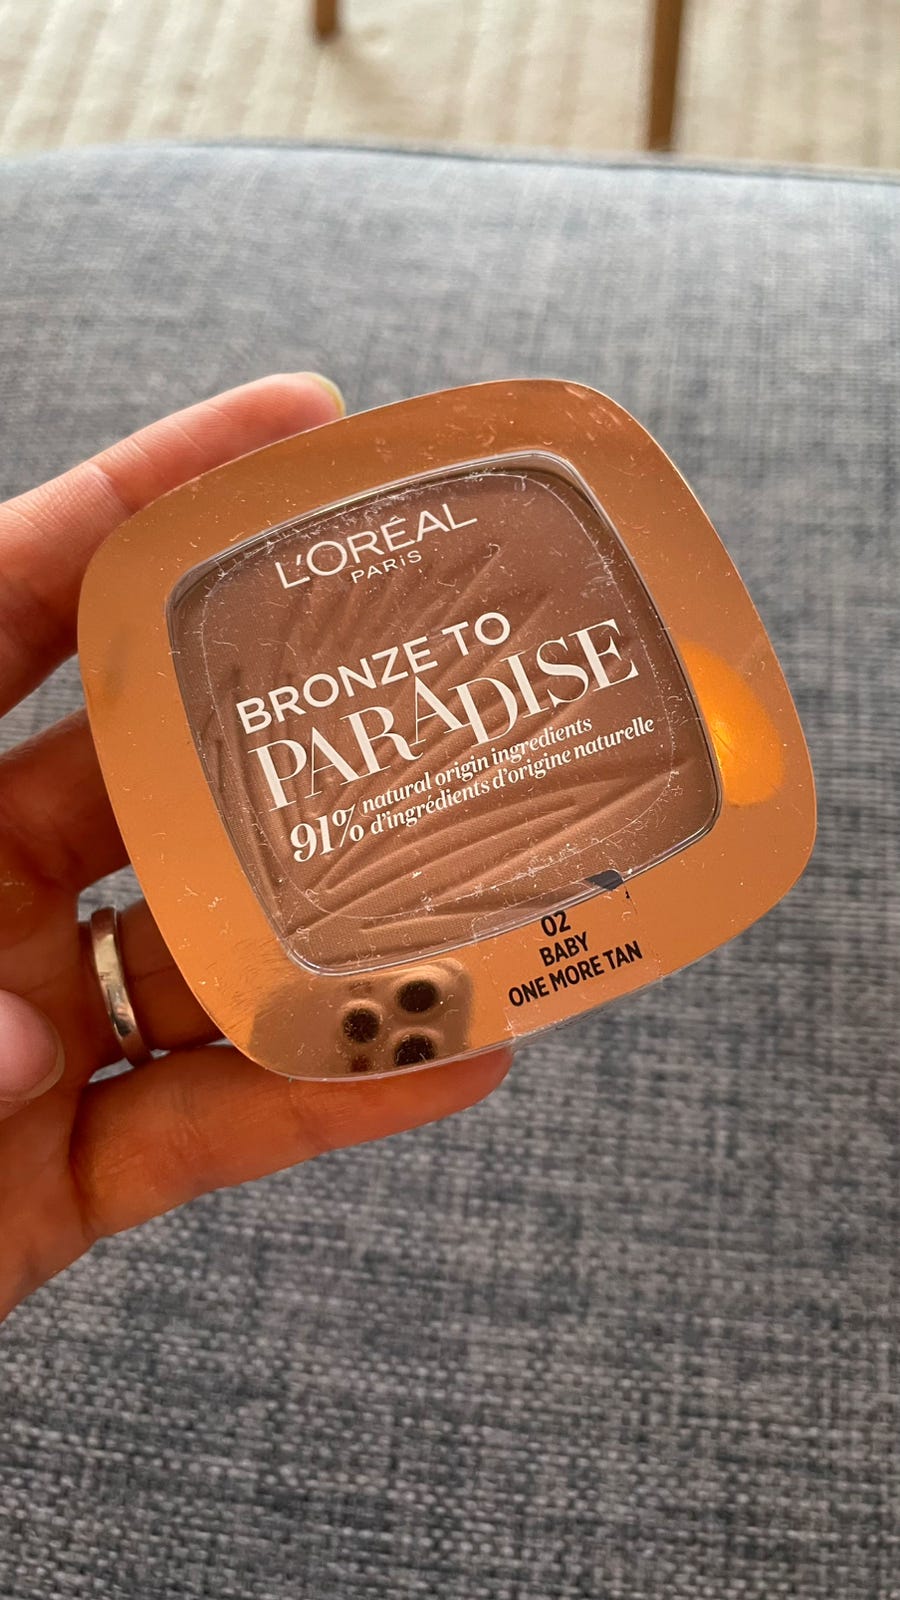 L'ORÉAL
PARiS
BRONZE TO
PARADISE
91% natural origin ingredients
d'ingrédients d'origine naturelle
02
BABY
ONE MORE TAN